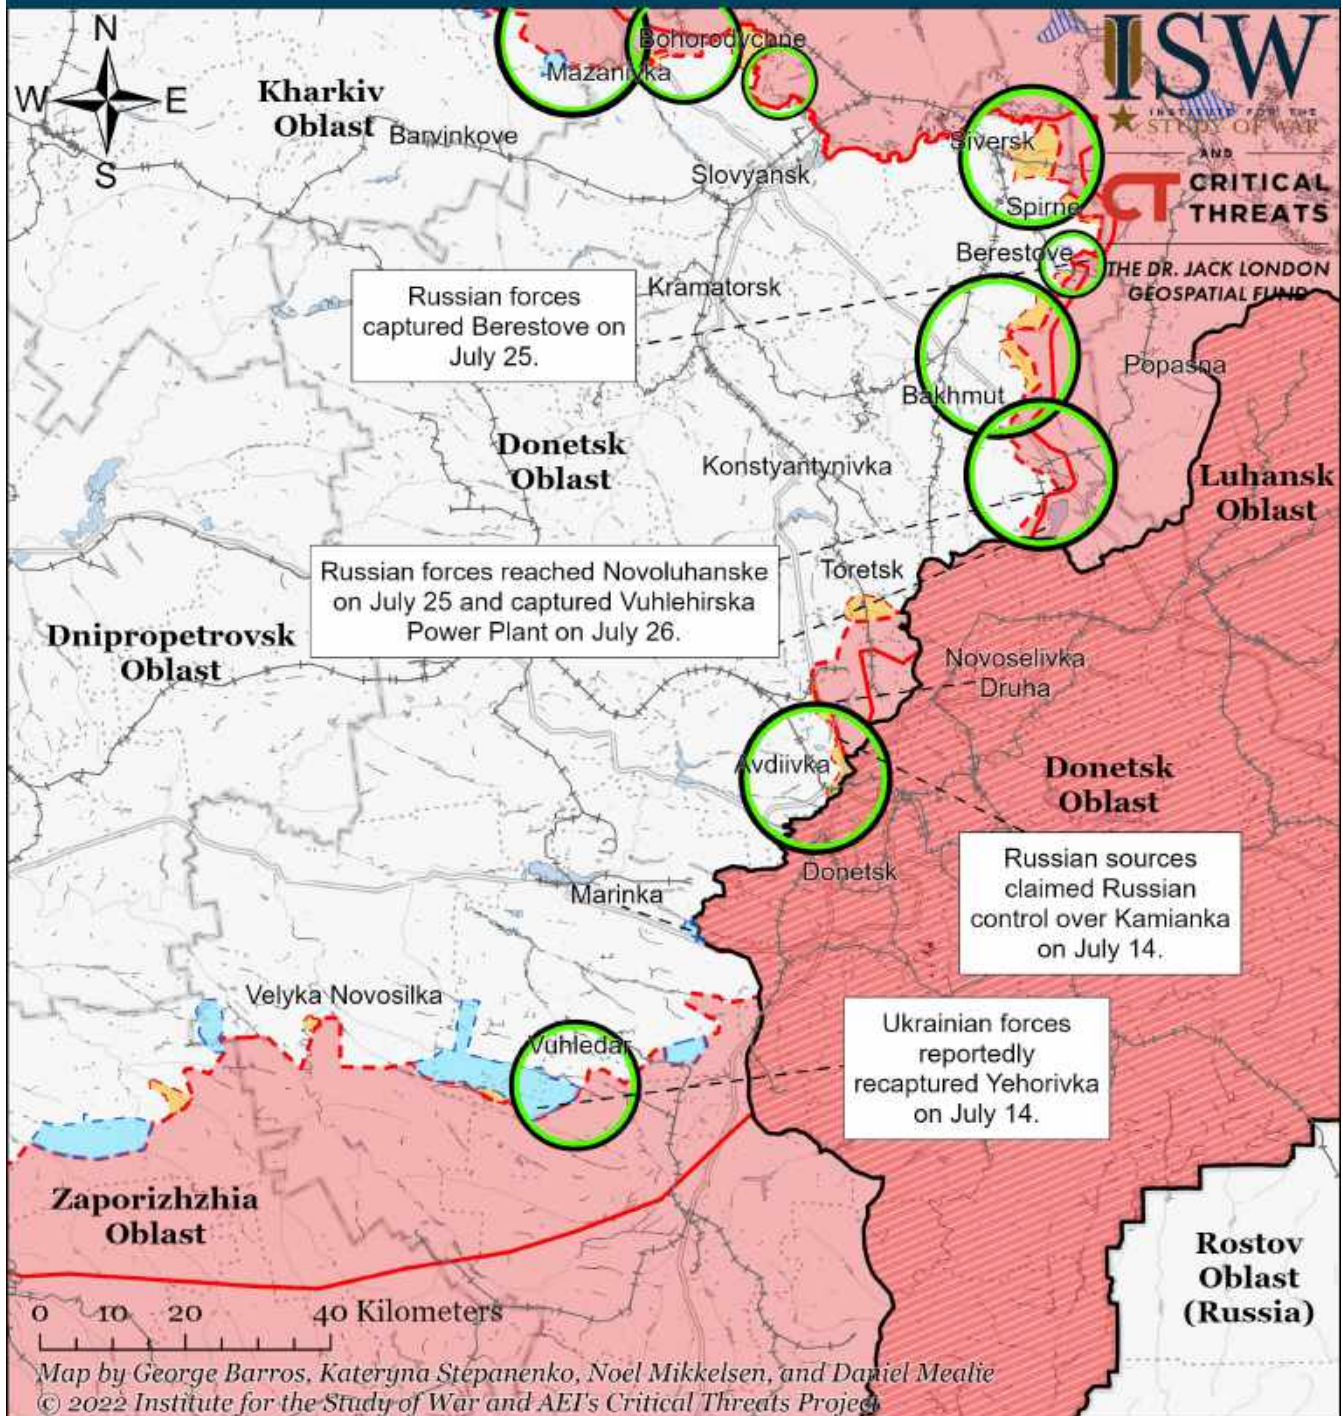 N
W
E
S
Kharkiv
Oblast
Barvinkove
Mazanivka
Bohorodychne
Slovyansk
Siversk
Spirne
Berestove
ISW
INSTITUTE FOR THE
STUDY OF WAR
AND
CT CRITICAL
THREATS
THE DR. JACK LONDON
GEOSPATIAL FUND
Russian forces
captured Berestove on
July 25.
Kramatorsk
Popasna
Bakhmut
Donetsk
Oblast
Konstyantynivka
Luhansk
Oblast
Russian forces reached Novoluhanske
on July 25 and captured Vuhlehirska
Power Plant on July 26.
Toretsk
Dnipropetrovsk
Oblast
Novoselivka
Druha
Avdiivka
Donetsk
Oblast
Donetsk
Russian sources
claimed Russian
control over Kamianka
on July 14.
Marinka
Velyka Novosilka
Vuhledar
Ukrainian forces
reportedly
recaptured Yehorivka
on July 14.
Zaporizhzhia
Oblast
Rostov
Oblast
(Russia)
0 10 20 40 Kilometers
Map by George Barros, Kateryna Stepanenko, Noel Mikkelsen, and Daniel Mealie
© 2022 Institute for the Study of War and AEI's Critical Threats Project